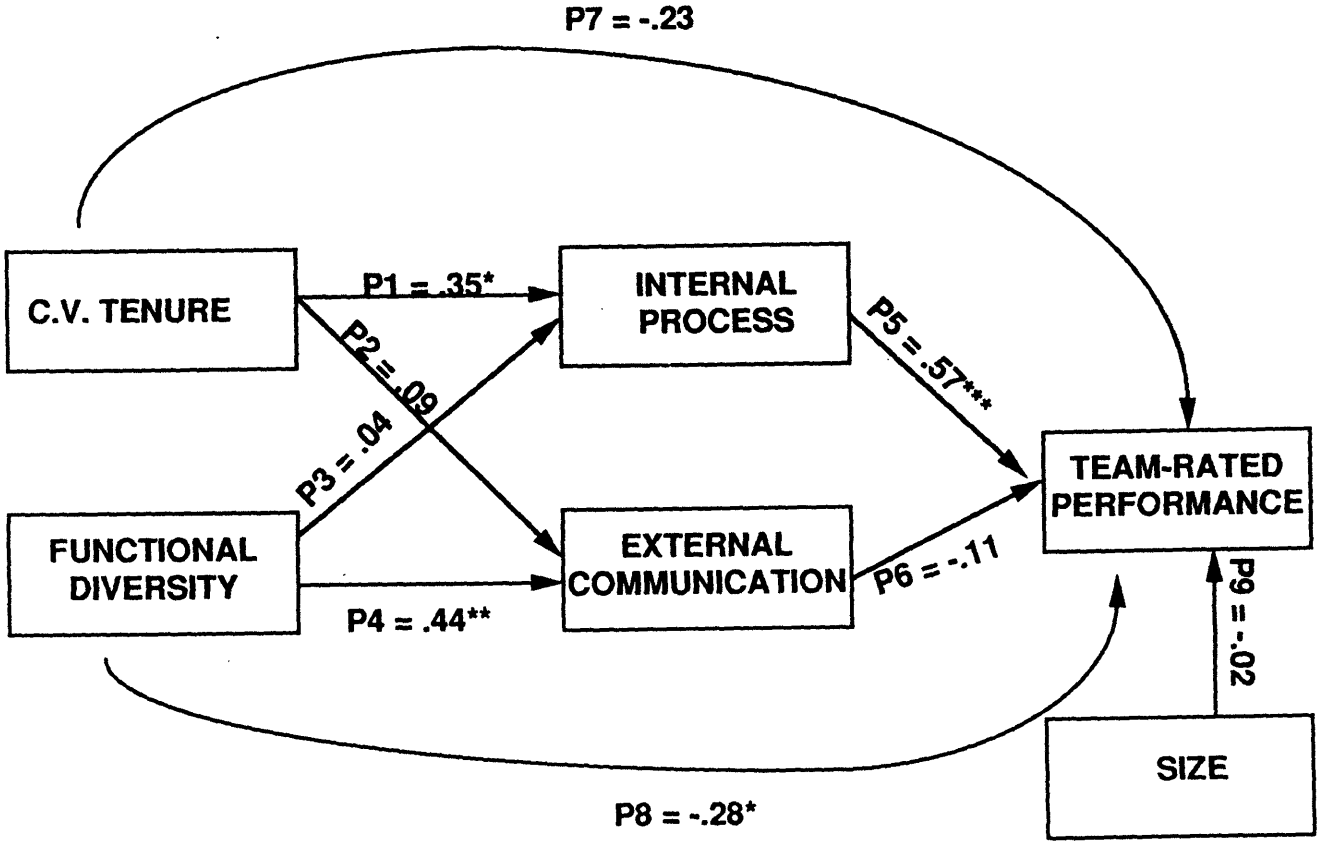 P7 = -.23
C.V. TENURE
P1 = .35*
INTERNAL
PROCESS
P2 = .09
P3 = .04
P5 = .57***
TEAM-RATED
PERFORMANCE
FUNCTIONAL
DIVERSITY
P4 = .44**
EXTERNAL
COMMUNICATION
P6 = -.11
P9 = -.02
SIZE
P8 = -.28*